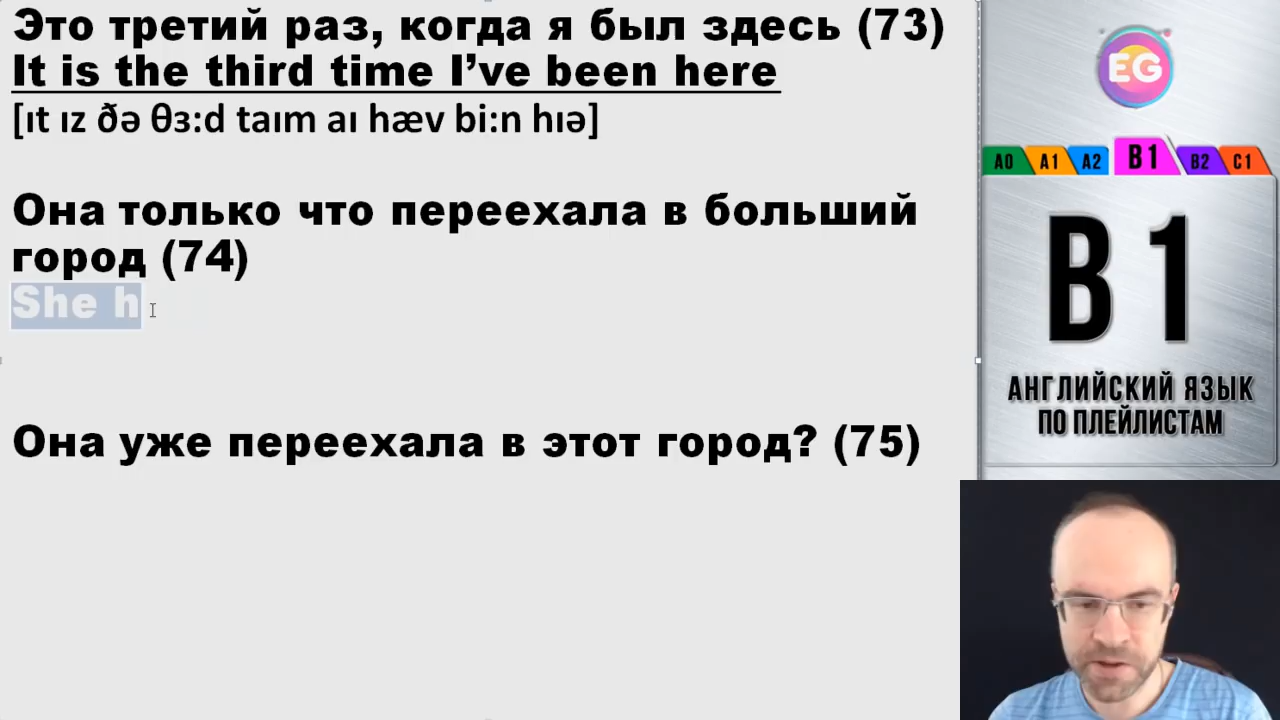 Это третий раз, когда я был здесь (73)
It is the third time I’ve been here
[ɪt ɪz ðə θɜ:d taɪm aɪ hæv bi:n hɪə]
Она только что переехала в больший
город (74)
She h
Она уже переехала в этот город? (75)
EG
A0 A1 A2 B1 B2 C1
B 1
АНГЛИЙСКИЙ ЯЗЫК
ПО ПЛЕЙЛИСТАМ